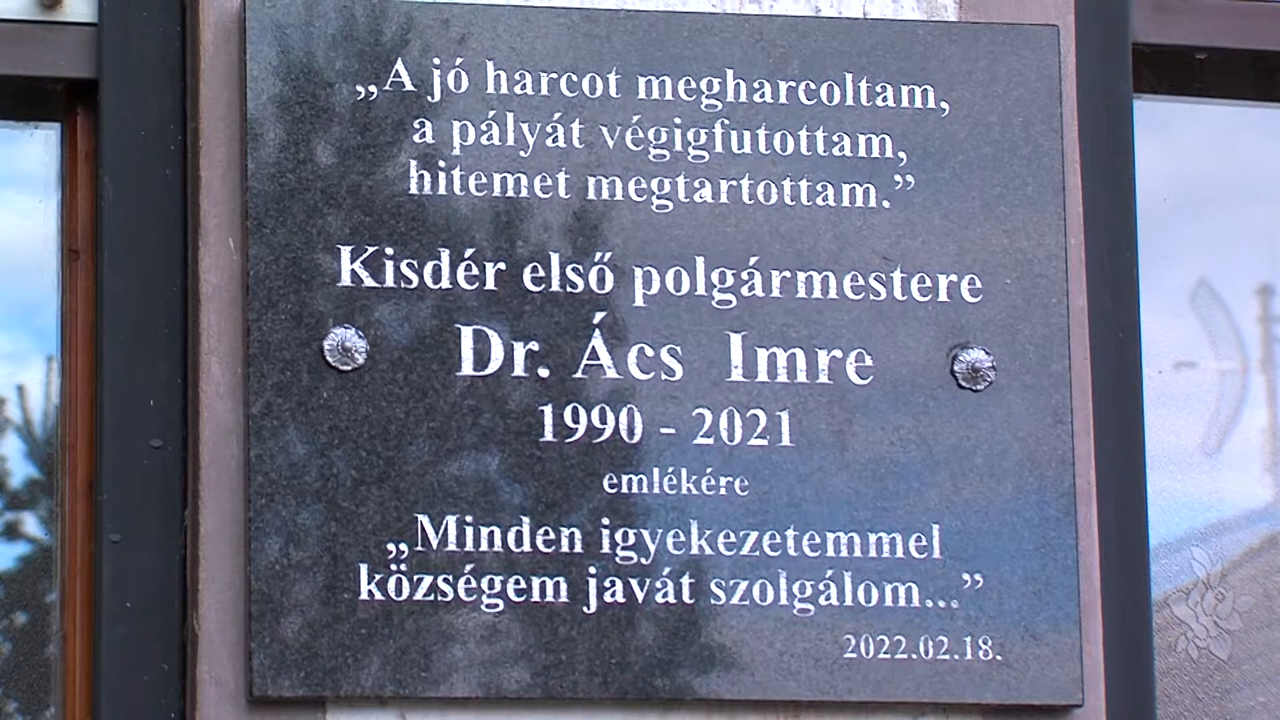 „A jó harcot megharcoltam,
a pályát végigfutottam,
hitemet megtartottam.”
Kisdér első polgármestere
Dr. Ács Imre
1990 - 2021
emlékére
„Minden igyekezetemmel
községem javát szolgálom...”
2022.02.18.